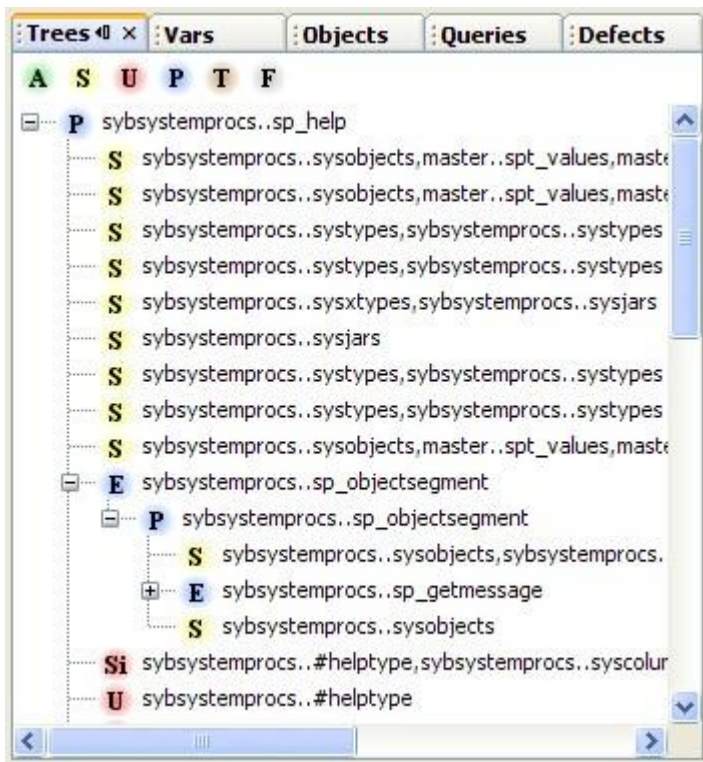 Trees × Vars Objects Queries Defects
A S U P T F
P sybsystemprocs..sp_help
S sybsystemprocs..sysobjects,master..spt_values,maste
S sybsystemprocs..sysobjects,master..spt_values,maste
S sybsystemprocs..systypes,sybsystemprocs..systypes
S sybsystemprocs..systypes,sybsystemprocs..systypes
S sybsystemprocs..sysxtypes,sybsystemprocs..sysjars
S sybsystemprocs..sysjars
S sybsystemprocs..systypes,sybsystemprocs..systypes
S sybsystemprocs..systypes,sybsystemprocs..systypes
S sybsystemprocs..sysobjects,master..spt_values,maste
E sybsystemprocs..sp_objectsegment
P sybsystemprocs..sp_objectsegment
S sybsystemprocs..sysobjects,sybsystemprocs.
E sybsystemprocs..sp_getmessage
S sybsystemprocs..sysobjects
Si sybsystemprocs..#helptype,sybsystemprocs..syscolur
U sybsystemprocs..#helptype